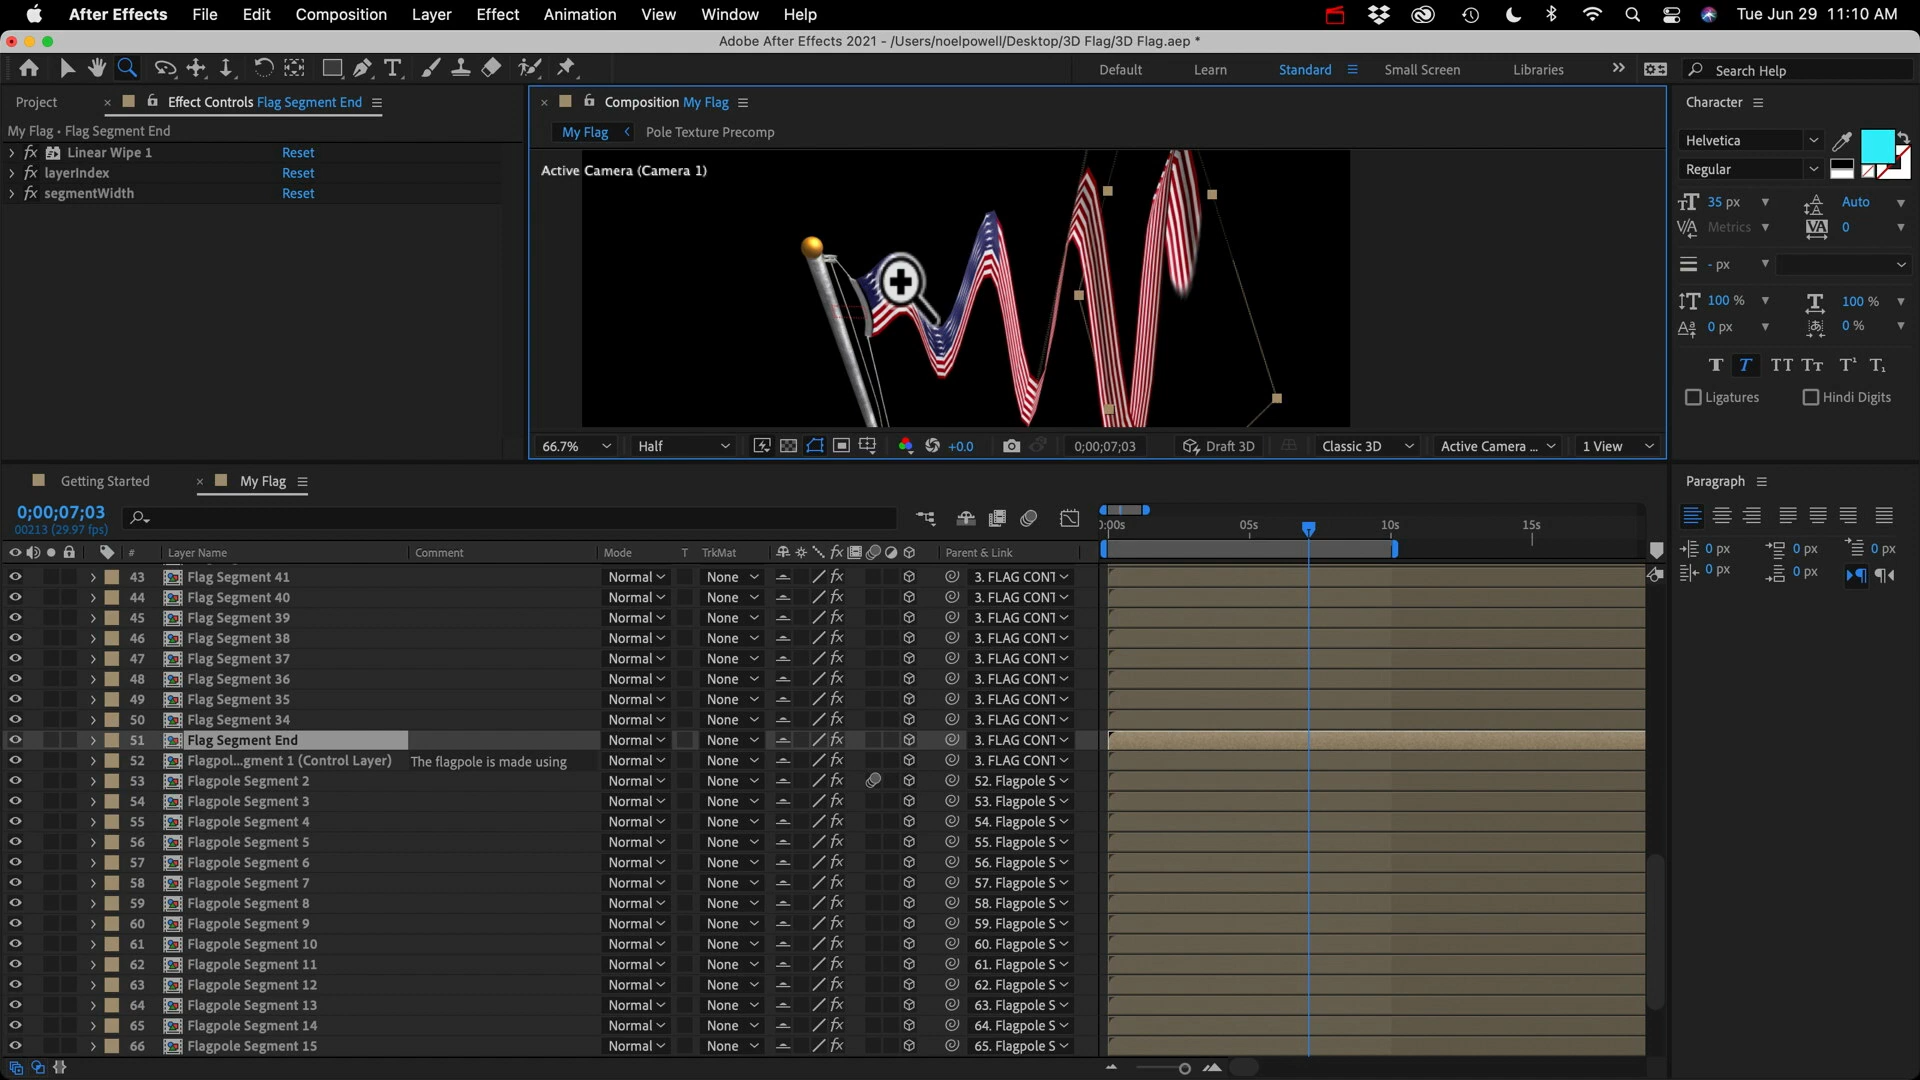 After Effects File Edit Composition Layer Effect Animation View Window Help Tue Jun 29 11:10 AM
Adobe After Effects 2021 - /Users/noelpowell/Desktop/3D Flag/3D Flag.aep *
Default Learn Standard Small Screen Libraries Search Help
Project Effect Controls Flag Segment End
My Flag • Flag Segment End
fx Linear Wipe 1 Reset
fx layerIndex Reset
fx segmentWidth Reset
Composition My Flag
My Flag Pole Texture Precomp
Active Camera (Camera 1)
66.7% Half +0.0 0;00;07;03 Draft 3D Classic 3D Active Camera ... 1 View
Character
Helvetica
Regular
35 px Auto
Metrics 0
- px
100 % 100 %
0 px 0 %
T T TT TT T¹ T₁
Ligatures Hindi Digits
Getting Started My Flag
0;00;07;03
00213 (29.97 fps)
):00s 05s 10s 15s
# Layer Name Comment Mode T TrkMat Parent & Link
43 Flag Segment 41 Normal None 3. FLAG CONT
44 Flag Segment 40 Normal None 3. FLAG CONT
45 Flag Segment 39 Normal None 3. FLAG CONT
46 Flag Segment 38 Normal None 3. FLAG CONT
47 Flag Segment 37 Normal None 3. FLAG CONT
48 Flag Segment 36 Normal None 3. FLAG CONT
49 Flag Segment 35 Normal None 3. FLAG CONT
50 Flag Segment 34 Normal None 3. FLAG CONT
51 Flag Segment End Normal None 3. FLAG CONT
52 Flagpol...gment 1 (Control Layer) The flagpole is made using Normal None 3. FLAG CONT
53 Flagpole Segment 2 Normal None 52. Flagpole S
54 Flagpole Segment 3 Normal None 53. Flagpole S
55 Flagpole Segment 4 Normal None 54. Flagpole S
56 Flagpole Segment 5 Normal None 55. Flagpole S
57 Flagpole Segment 6 Normal None 56. Flagpole S
58 Flagpole Segment 7 Normal None 57. Flagpole S
59 Flagpole Segment 8 Normal None 58. Flagpole S
60 Flagpole Segment 9 Normal None 59. Flagpole S
61 Flagpole Segment 10 Normal None 60. Flagpole S
62 Flagpole Segment 11 Normal None 61. Flagpole S
63 Flagpole Segment 12 Normal None 62. Flagpole S
64 Flagpole Segment 13 Normal None 63. Flagpole S
65 Flagpole Segment 14 Normal None 64. Flagpole S
66 Flagpole Segment 15 Normal None 65. Flagpole S
Paragraph
0 px 0 px 0 px
0 px 0 px